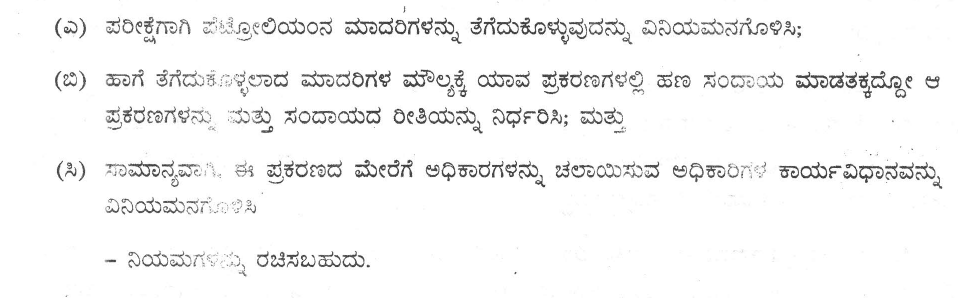 (ಎ) ಪರೀಕ್ಷೆಗಾಗಿ ಪೆಟ್ರೋಲಿಯಂನ ಮಾದರಿಗಳನ್ನು ತೆಗೆದುಕೊಳ್ಳುವುದನ್ನು ವಿನಿಯಮನಗೊಳಿಸಿ;
(ಬಿ) ಹಾಗೆ ತೆಗೆದುಕೊಳ್ಳಲಾದ ಮಾದರಿಗಳ ಮೌಲ್ಯಕ್ಕೆ ಯಾವ ಪ್ರಕರಣಗಳಲ್ಲಿ ಹಣ ಸಂದಾಯ ಮಾಡತಕ್ಕದ್ದೋ ಆ
ಪ್ರಕರಣಗಳನ್ನು ಮತ್ತು ಸಂದಾಯದ ರೀತಿಯನ್ನು ನಿರ್ಧರಿಸಿ; ಮತ್ತು
(ಸಿ) ಸಾಮಾನ್ಯವಾಗಿ, ಈ ಪ್ರಕರಣದ ಮೇರೆಗೆ ಅಧಿಕಾರಗಳನ್ನು ಚಲಾಯಿಸುವ ಅಧಿಕಾರಿಗಳ ಕಾರ್ಯವಿಧಾನವನ್ನು
ವಿನಿಯಮನಗೊಳಿಸಿ
– ನಿಯಮಗಳನ್ನು ರಚಿಸಬಹುದು.